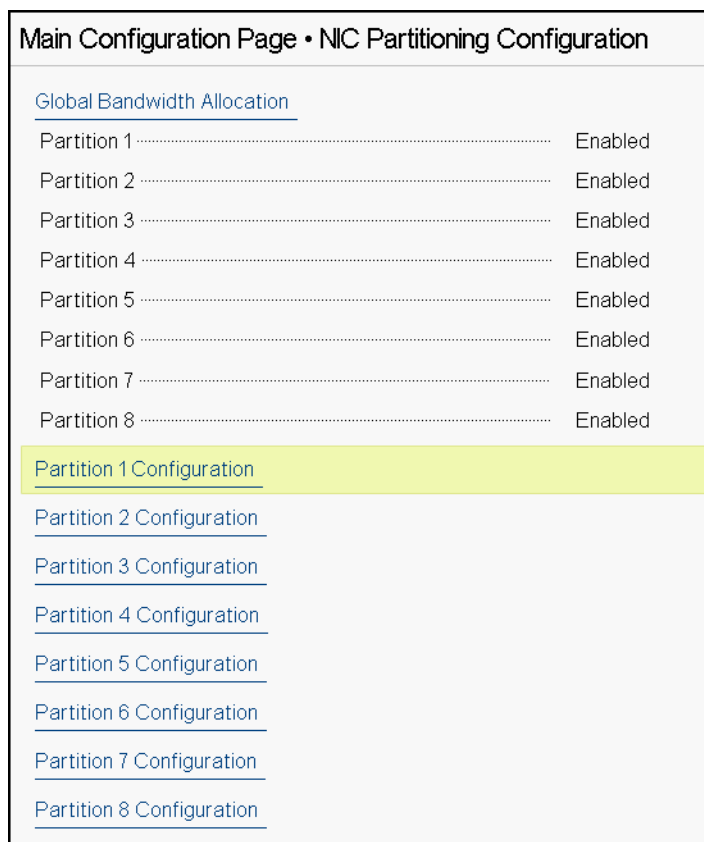 Main Configuration Page • NIC Partitioning Configuration
Global Bandwidth Allocation
Partition 1 Enabled
Partition 2 Enabled
Partition 3 Enabled
Partition 4 Enabled
Partition 5 Enabled
Partition 6 Enabled
Partition 7 Enabled
Partition 8 Enabled
Partition 1 Configuration
Partition 2 Configuration
Partition 3 Configuration
Partition 4 Configuration
Partition 5 Configuration
Partition 6 Configuration
Partition 7 Configuration
Partition 8 Configuration